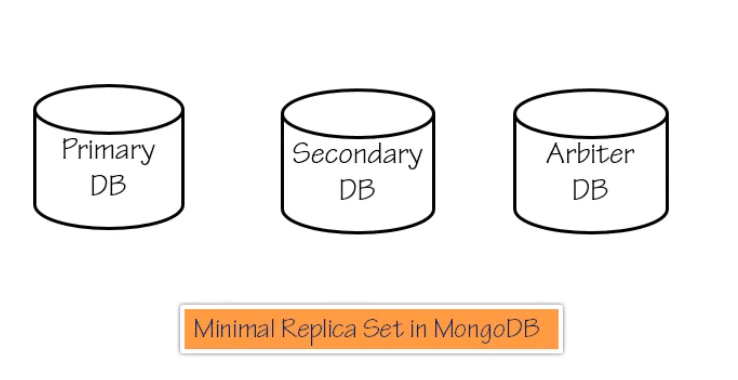 Primary
DB
Secondary
DB
Arbiter
DB
Minimal Replica Set in MongoDB